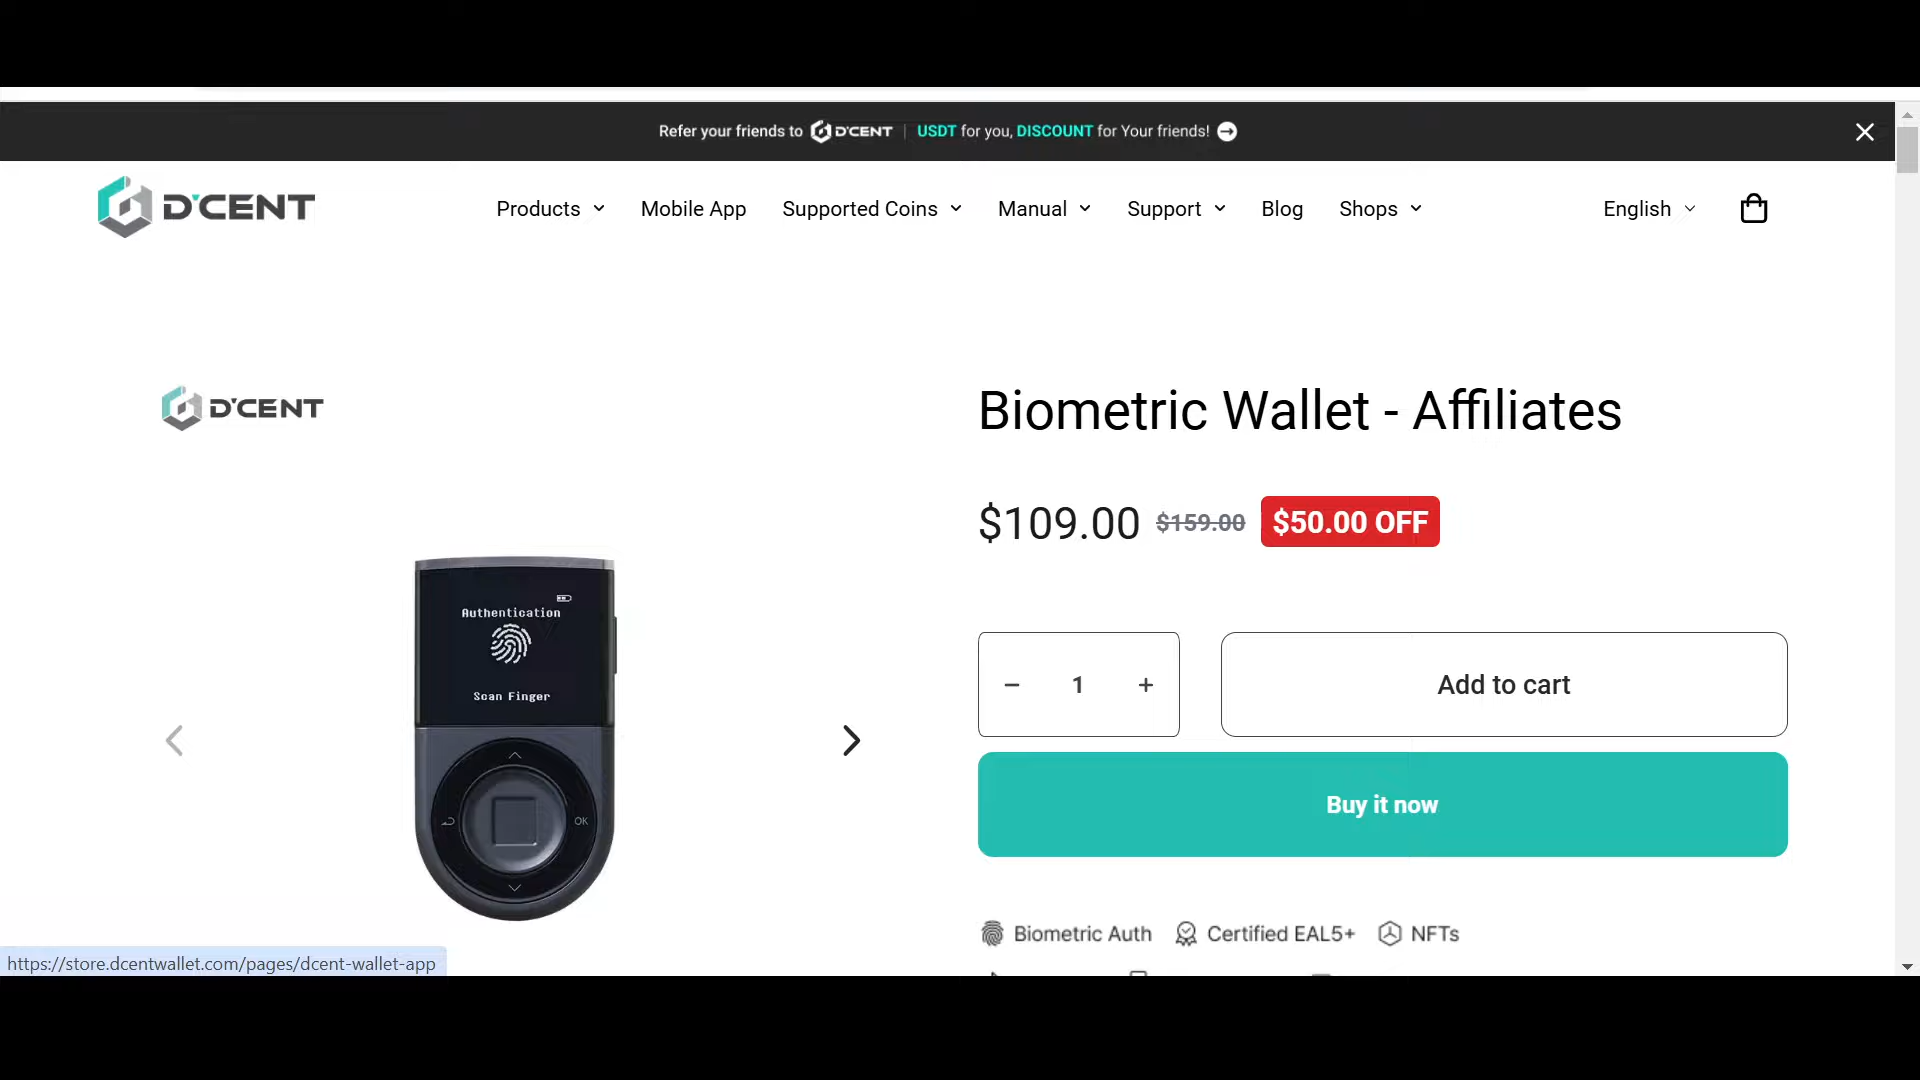 Refer your friends to D'CENT | USDT for you, DISCOUNT for Your friends!
D'CENT
Products
Mobile App
Supported Coins
Manual
Support
Blog
Shops
English
D'CENT
Biometric Wallet - Affiliates
$109.00 $159.00 $50.00 OFF
Authentication
Scan Finger
OK
− 1 +
Add to cart
Buy it now
Biometric Auth
Certified EAL5+
NFTs
https://store.dcentwallet.com/pages/dcent-wallet-app